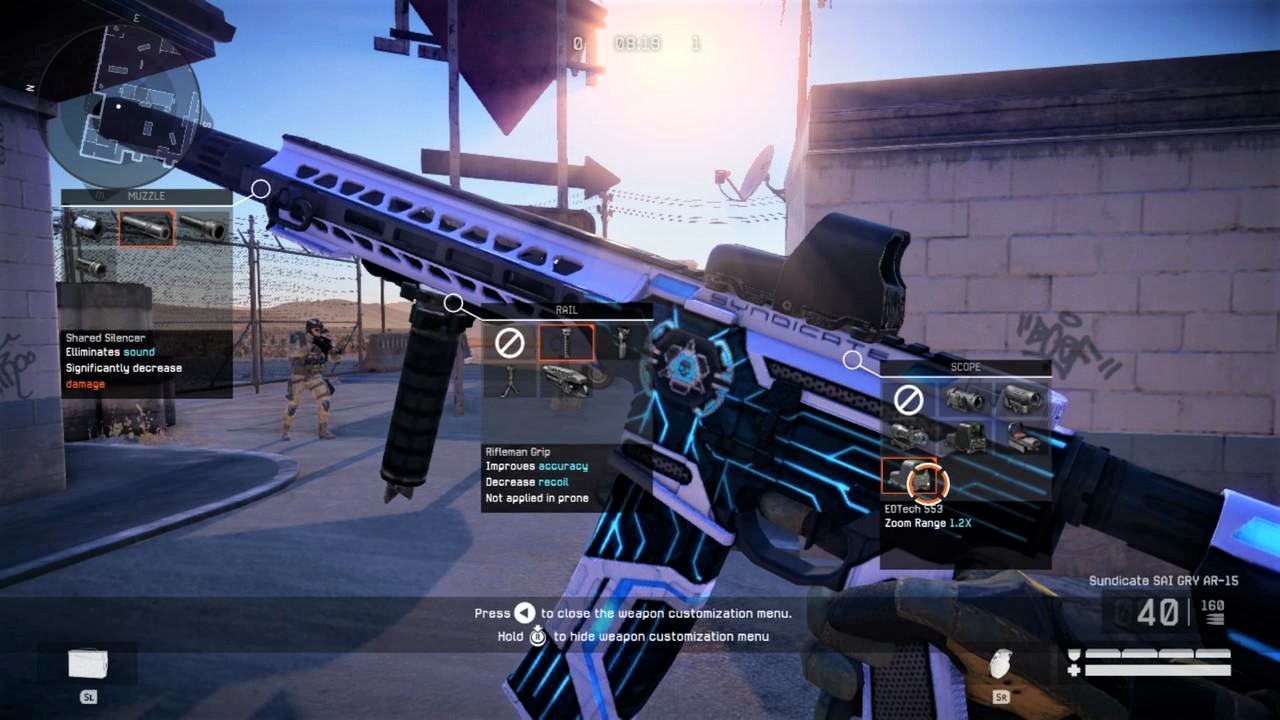 E
N
S
0 08:19 1
MUZZLE
Shared Silencer
Elliminates sound
Significantly decrease
damage
RAIL
Rifleman Grip
Improves accuracy
Decrease recoil
Not applied in prone
SYNDICATE
SCOPE
EOTech 553
Zoom Range 1.2X
Press to close the weapon customization menu.
Hold R to hide weapon customization menu
Sundicate SAI GRY AR-15
0 40 | 160
SL
SR